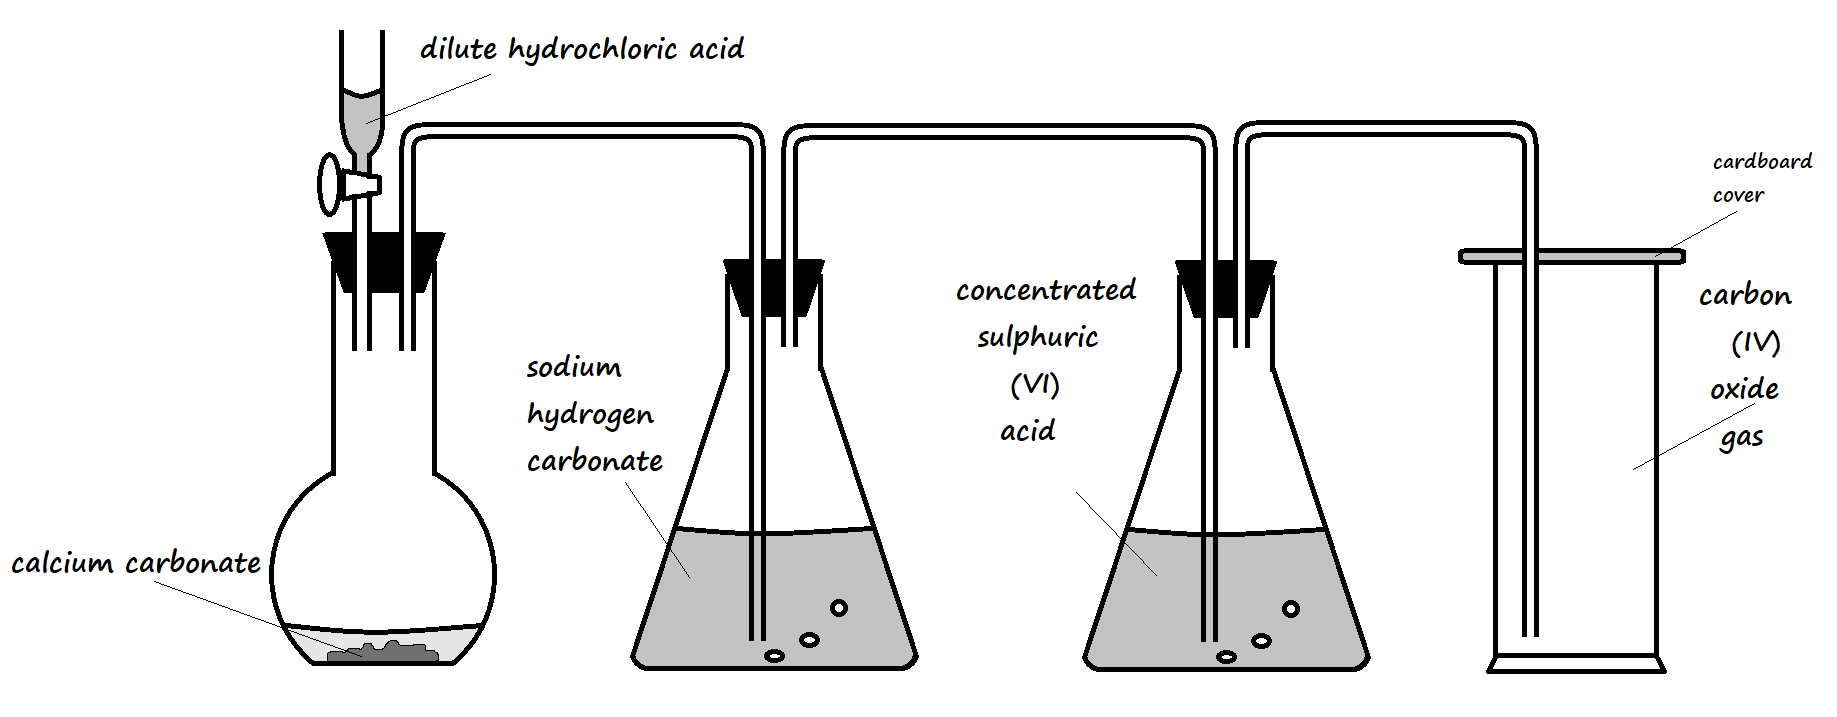 dilute hydrochloric acid
cardboard
cover
concentrated
sulphuric
(VI)
acid
carbon
(IV)
oxide
gas
sodium
hydrogen
carbonate
calcium carbonate